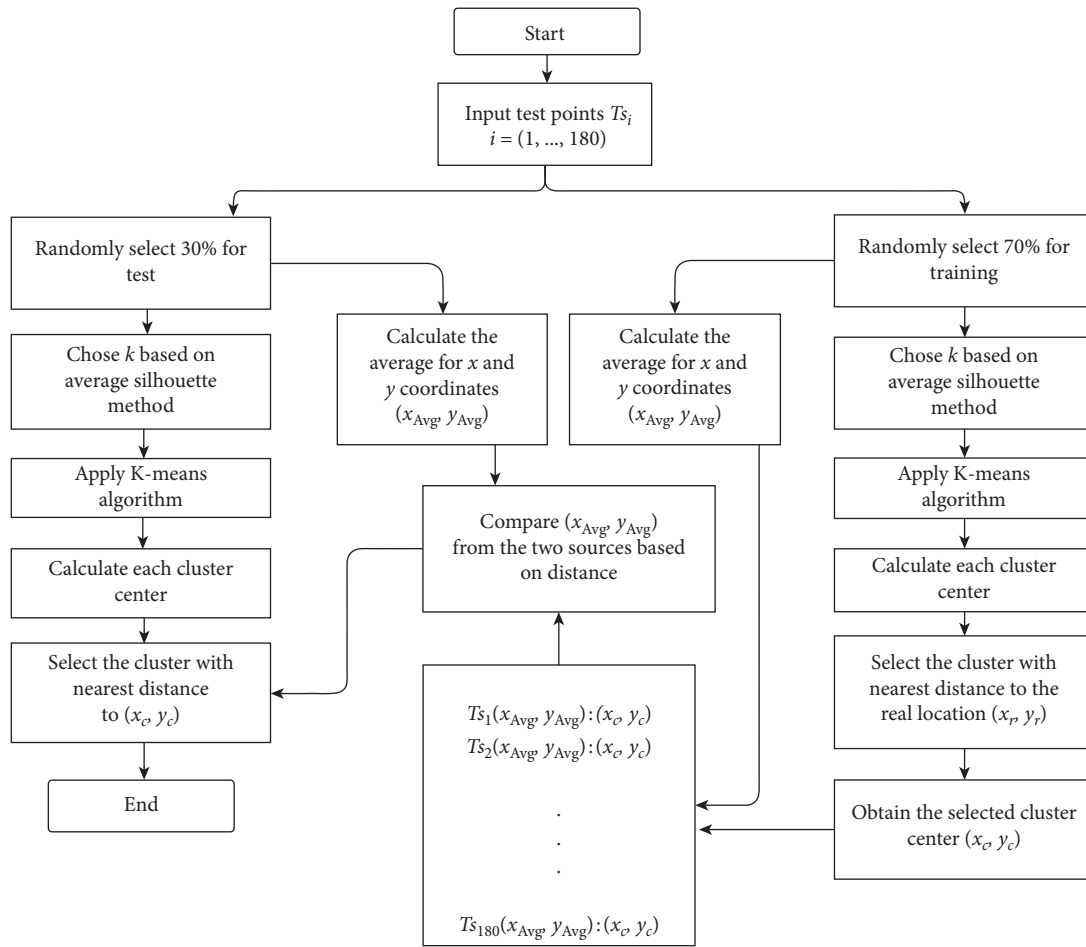 Start
Input test points Ts_i
i = (1, ..., 180)
Randomly select 30% for
test
Randomly select 70% for
training
Chose k based on
average silhouette
method
Calculate the
average for x and
y coordinates
(x_Avg, y_Avg)
Calculate the
average for x and
y coordinates
(x_Avg, y_Avg)
Chose k based on
average silhouette
method
Apply K-means
algorithm
Compare (x_Avg, y_Avg)
from the two sources based
on distance
Apply K-means
algorithm
Calculate each cluster
center
Calculate each cluster
center
Select the cluster with
nearest distance
to (x_c, y_c)
Ts_1(x_Avg, y_Avg):(x_c, y_c)
Ts_2(x_Avg, y_Avg):(x_c, y_c)
.
.
.
Ts_180(x_Avg, y_Avg):(x_c, y_c)
Select the cluster with
nearest distance to the
real location (x_r, y_r)
End
Obtain the selected cluster
center (x_c, y_c)